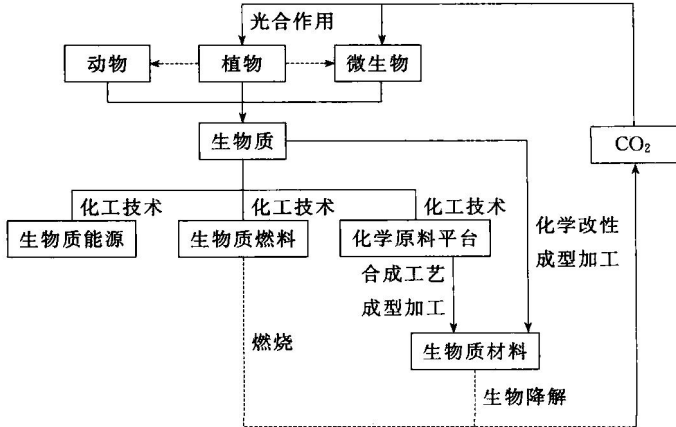 光合作用
动物
植物
微生物
生物质
CO₂
化工技术
化工技术
化工技术
生物质能源
生物质燃料
化学原料平台
化学改性
成型加工
合成工艺
成型加工
燃烧
生物质材料
生物降解